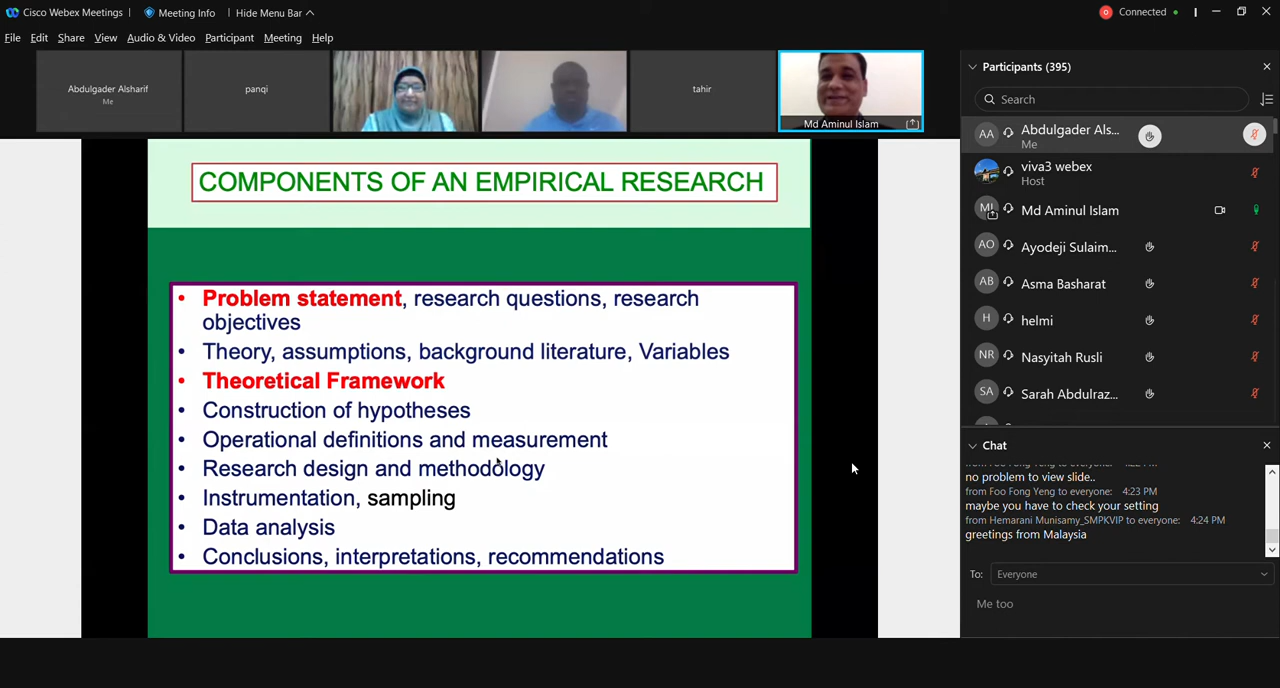 Cisco Webex Meetings
Meeting Info
Hide Menu Bar
Connected
File Edit Share View Audio & Video Participant Meeting Help
Abdulgader Alsharif
Me
panqi
tahir
Md Aminul Islam
COMPONENTS OF AN EMPIRICAL RESEARCH
• Problem statement, research questions, research
objectives
• Theory, assumptions, background literature, Variables
• Theoretical Framework
• Construction of hypotheses
• Operational definitions and measurement
• Research design and methodology
• Instrumentation, sampling
• Data analysis
• Conclusions, interpretations, recommendations
Participants (395)
Search
AA Abdulgader Als...
Me
viva3 webex
Host
MI Md Aminul Islam
AO Ayodeji Sulaim...
AB Asma Basharat
H helmi
NR Nasyitah Rusli
SA Sarah Abdulraz...
Chat
no problem to view slide..
from Foo Fong Yeng to everyone: 4:23 PM
maybe you have to check your setting
from Hemarani Munisamy_SMPKVIP to everyone: 4:24 PM
greetings from Malaysia
To: Everyone
Me too